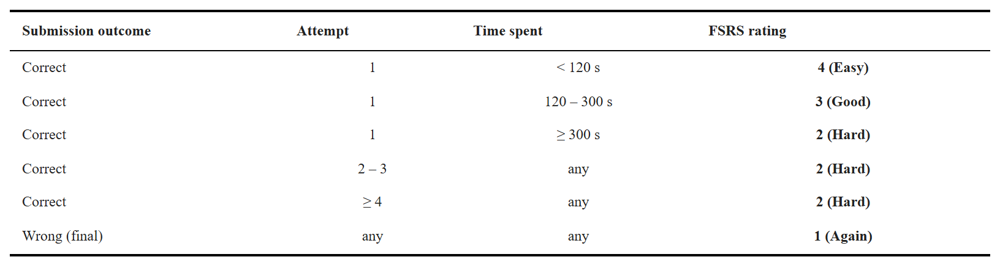 Submission outcome Attempt Time spent FSRS rating
Correct 1 < 120 s 4 (Easy)
Correct 1 120 – 300 s 3 (Good)
Correct 1 ≥ 300 s 2 (Hard)
Correct 2 – 3 any 2 (Hard)
Correct ≥ 4 any 2 (Hard)
Wrong (final) any any 1 (Again)